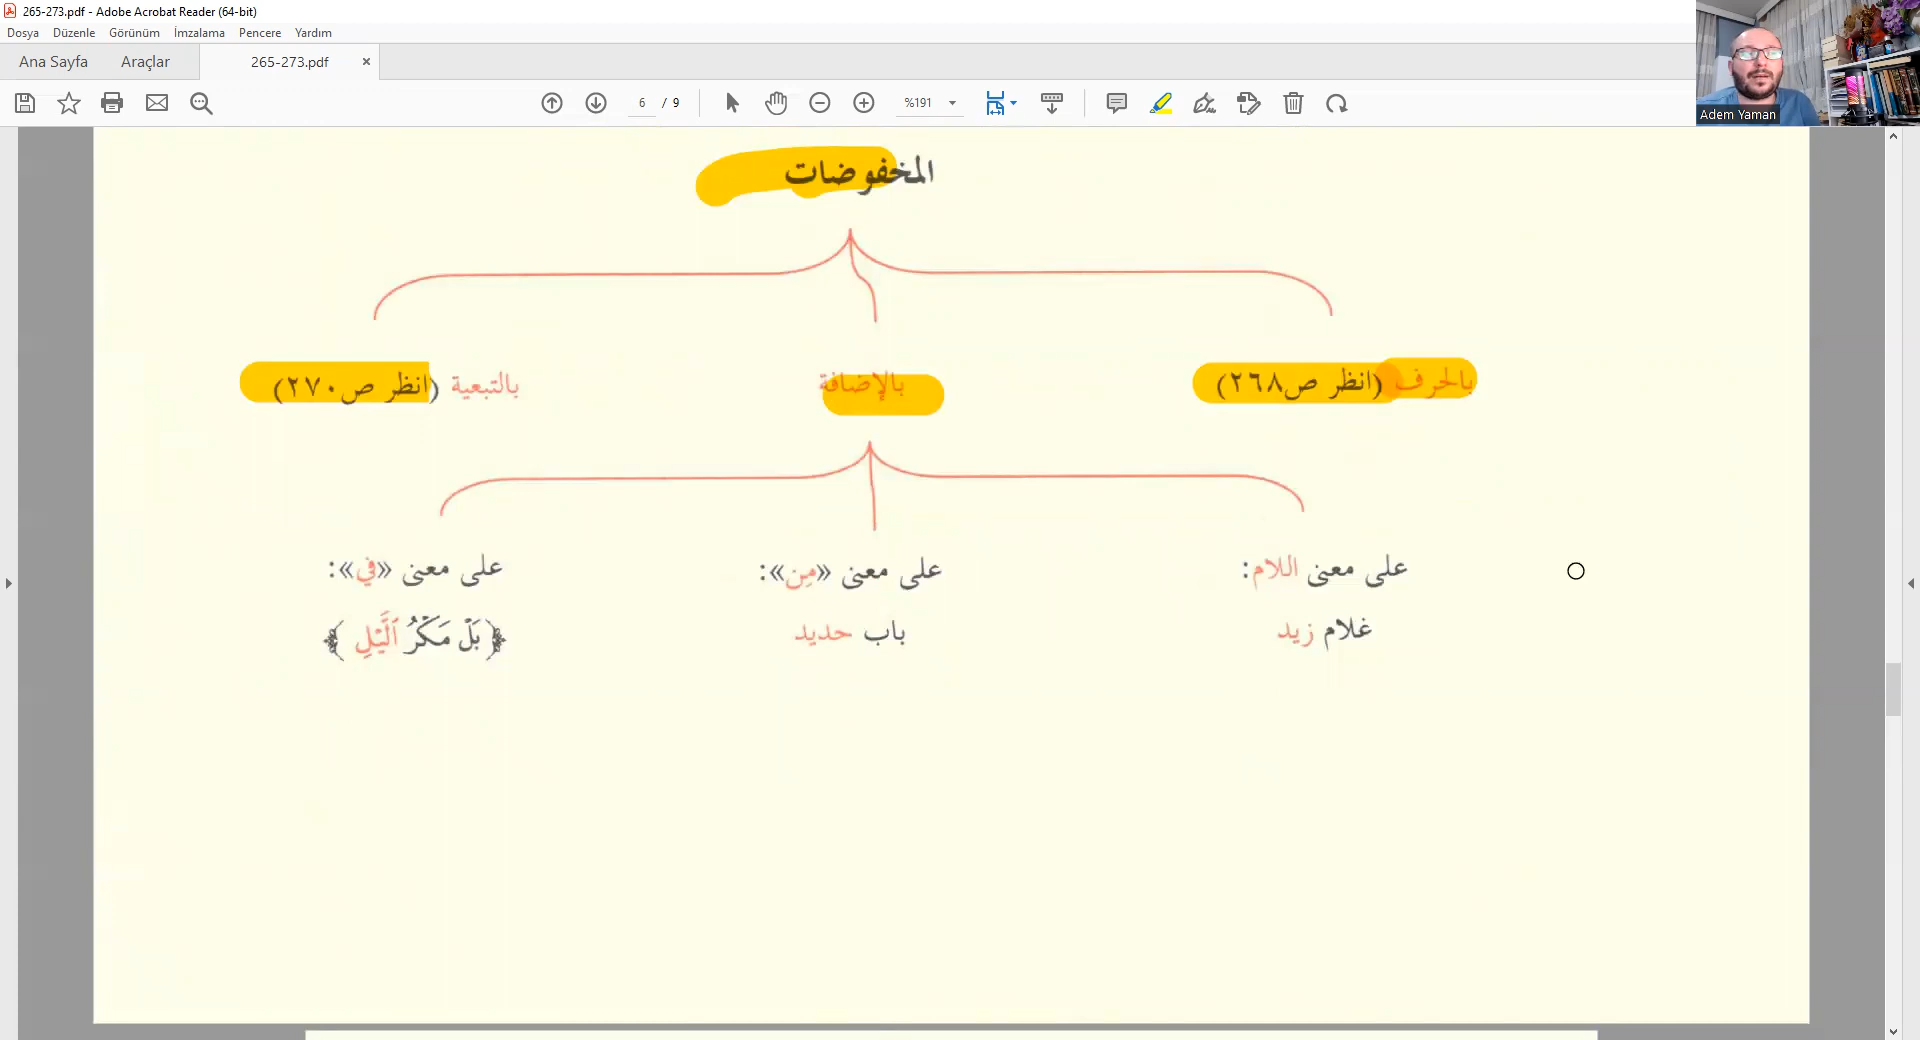 265-273.pdf - Adobe Acrobat Reader (64-bit)
Dosya Düzenle Görünüm İmzalama Pencere Yardım
Ana Sayfa Araçlar 265-273.pdf ×
6 / 9 %191
Adem Yaman
المخفوضات
بالحرف (انظر ص٢٦٨) بالإضافة بالتبعية (انظر ص٢٧٠)
على معنى اللام: على معنى «مِن»: على معنى «في»:
غلام زيد باب حديد ﴿بَلْ مَكْرُ ٱلَّيْلِ﴾